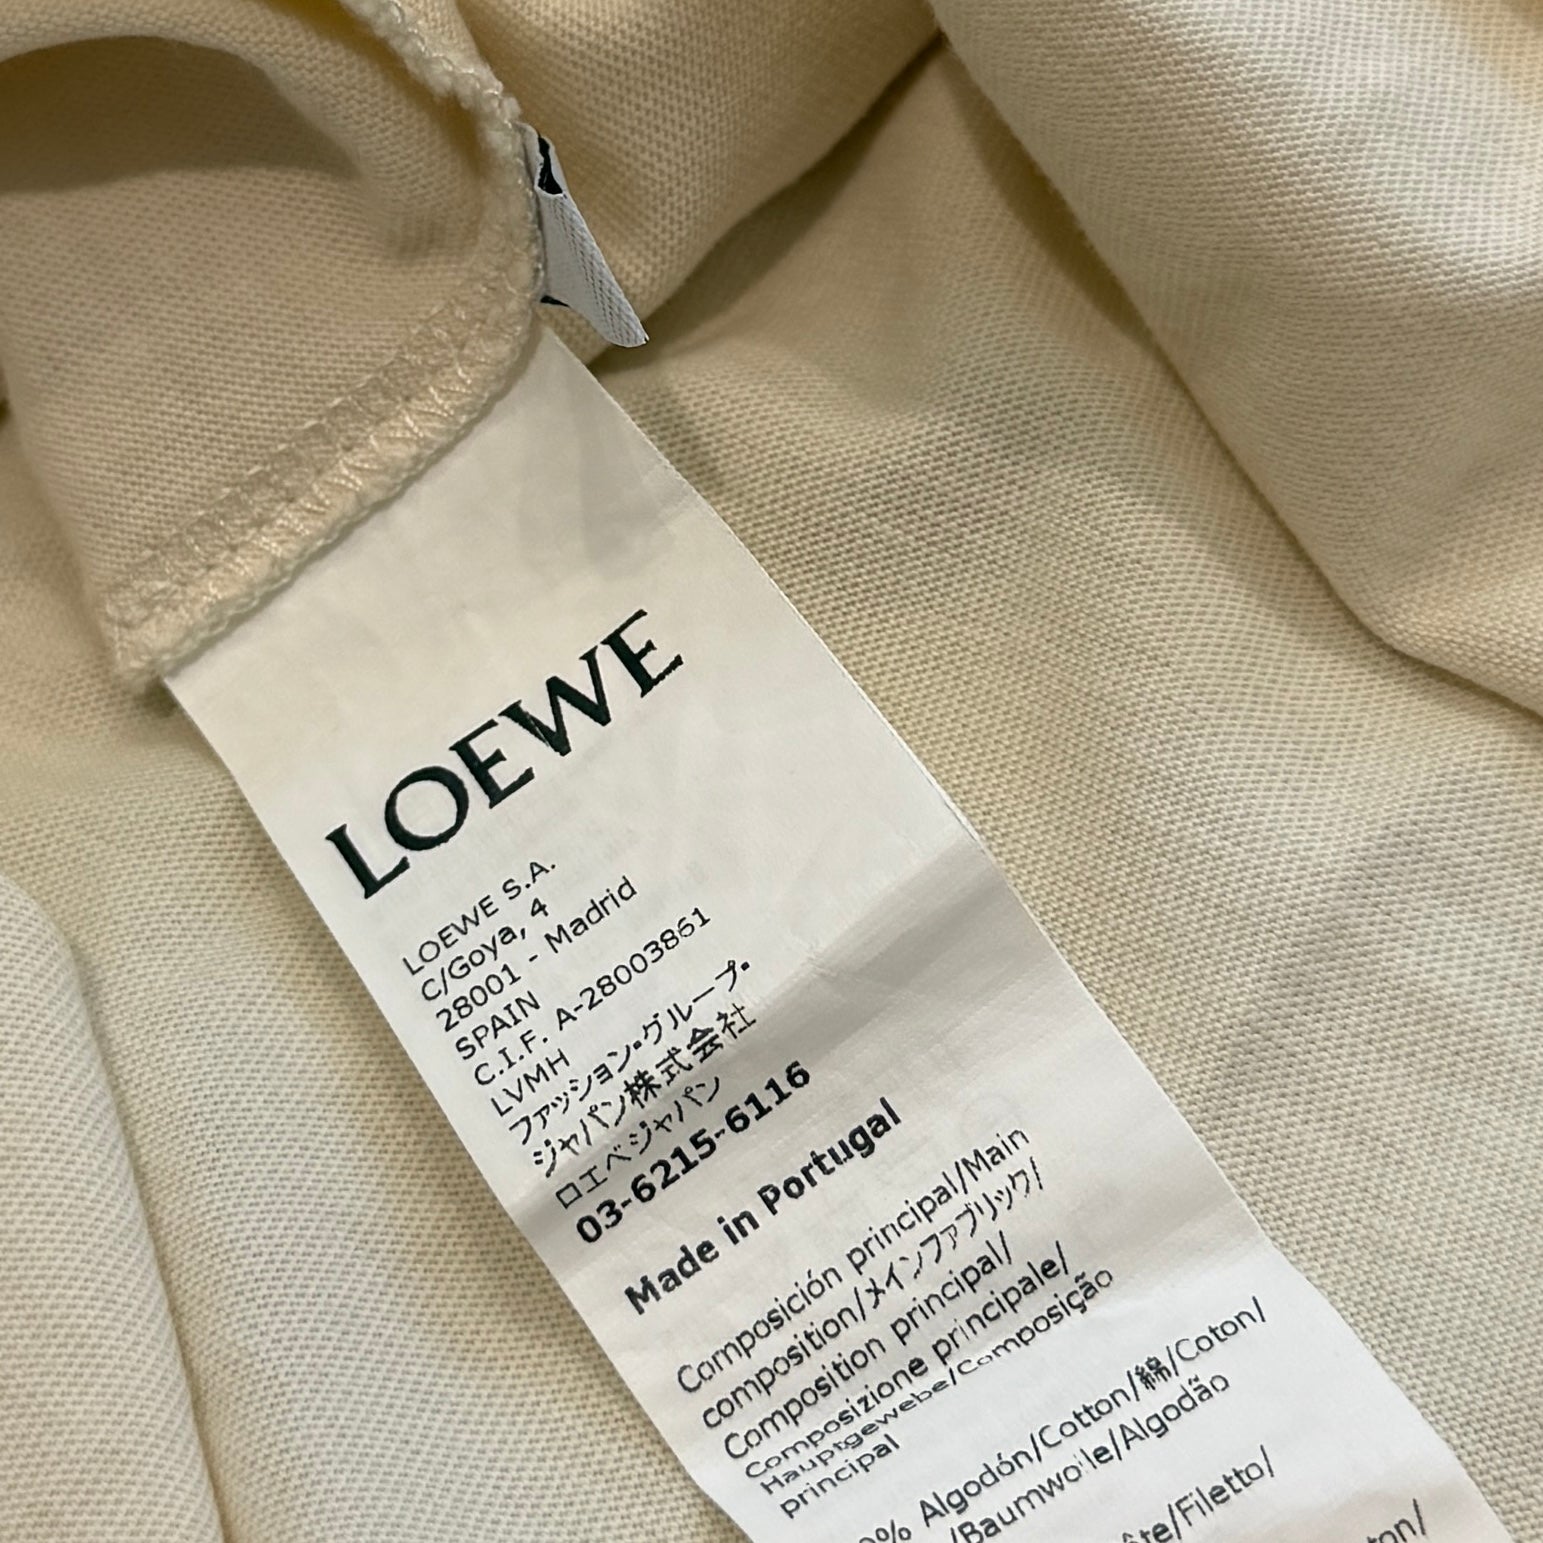 LOEWE
LOEWE S.A.
C/Goya, 4
28001 - Madrid
SPAIN
C.I.F. A-28003861
LVMH
ファッション・グループ・
ジャパン株式会社
ロエベジャパン
03-6215-6116
Made in Portugal
Composición principal/Main
composition/メインファブリック/
Composition principal/
Composizione principale/
Hauptgewebe/Composição
principal
Algodón/Cotton/綿/Coton/
/Baumwolle/Algodão
/Filetto/